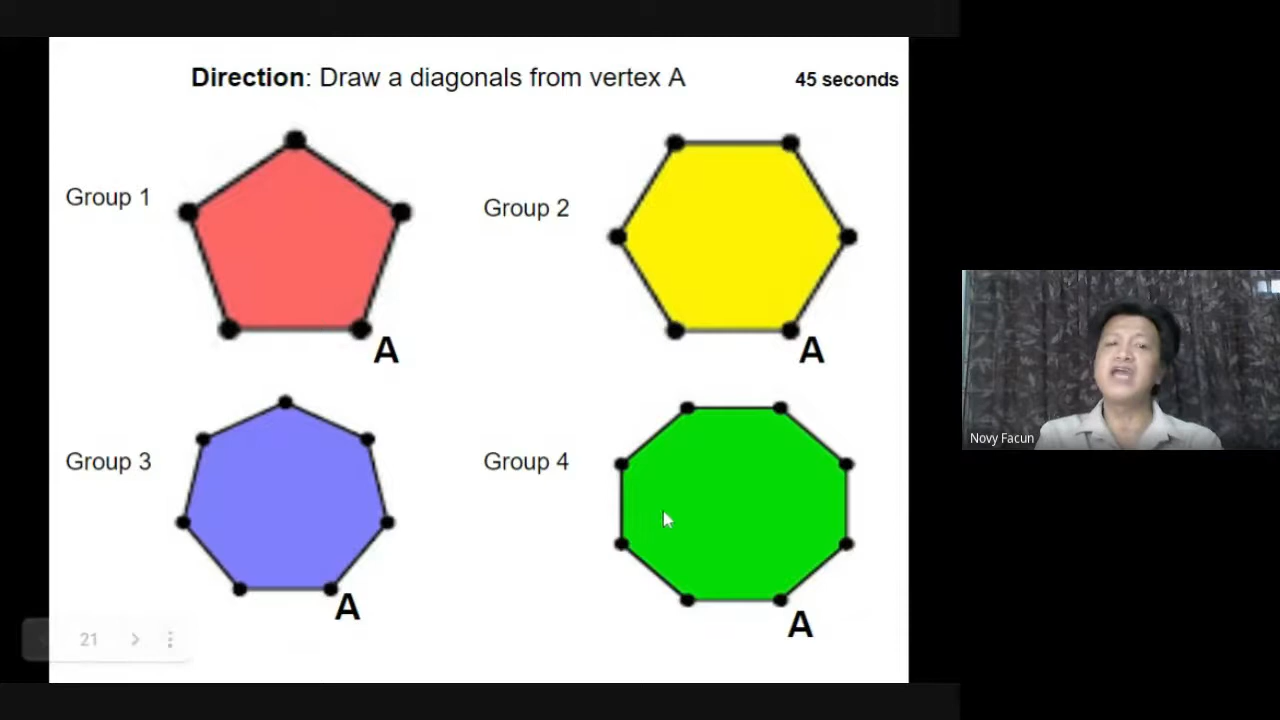 Direction: Draw a diagonals from vertex A
45 seconds
Group 1
A
Group 2
A
Group 3
A
Group 4
A
Novy Facun
21